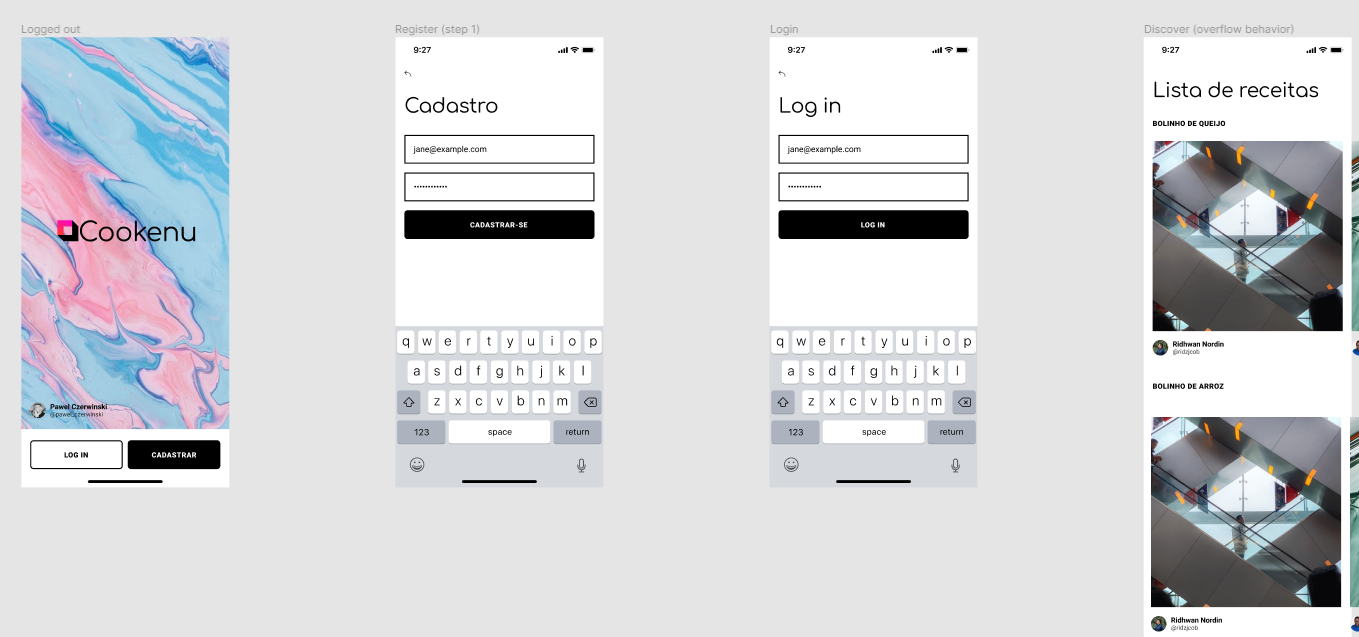 Logged out
Cookenu
Pawel Czerwinski
@pawel_czerwinski
LOG IN
CADASTRAR
Register (step 1)
9:27
Cadastro
jane@example.com
••••••••••••
CADASTRAR-SE
q w e r t y u i o p
a s d f g h j k l
z x c v b n m
123 space return
Login
9:27
Log in
jane@example.com
••••••••••••
LOG IN
q w e r t y u i o p
a s d f g h j k l
z x c v b n m
123 space return
Discover (overflow behavior)
9:27
Lista de receitas
BOLINHO DE QUEIJO
Ridhwan Nordin
@ridzjcob
BOLINHO DE ARROZ
Ridhwan Nordin
@ridzjcob